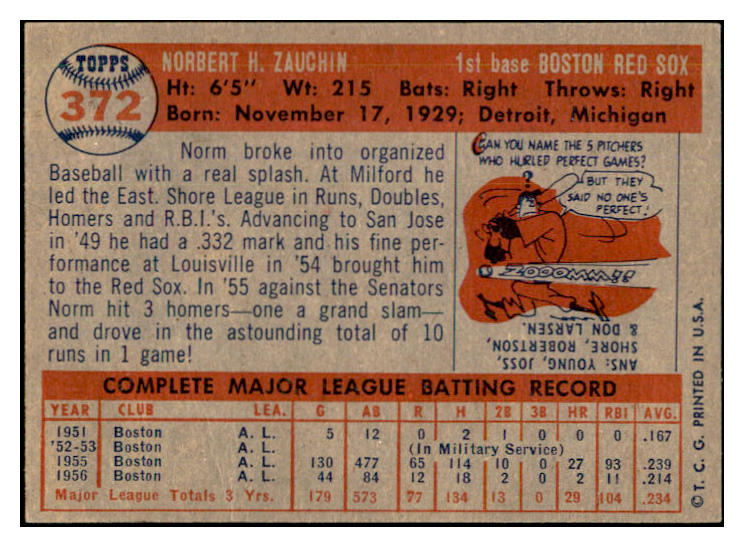 TOPPS
372
NORBERT H. ZAUCHIN 1st base BOSTON RED SOX
Ht: 6'5" Wt: 215 Bats: Right Throws: Right
Born: November 17, 1929; Detroit, Michigan
Norm broke into organized
Baseball with a real splash. At Milford he
led the East. Shore League in Runs, Doubles,
Homers and R.B.I.'s. Advancing to San Jose
in '49 he had a .332 mark and his fine per-
formance at Louisville in '54 brought him
to the Red Sox. In '55 against the Senators
Norm hit 3 homers—one a grand slam—
and drove in the astounding total of 10
runs in 1 game!
CAN YOU NAME THE 5 PITCHERS
WHO HURLED PERFECT GAMES?
?
BUT THEY
SAID NO ONE'S
PERFECT!
ZOOOMM!!
ANS: YOUNG, JOSS,
SHORE, ROBERTSON,
& DON LARSEN.
COMPLETE MAJOR LEAGUE BATTING RECORD
YEAR CLUB LEA. G AB R H 2B 3B HR RBI AVG.
1951 Boston A. L. 5 12 0 2 1 0 0 0 .167
'52-53 Boston A. L. (In Military Service)
1955 Boston A. L. 130 477 65 114 10 0 27 93 .239
1956 Boston A. L. 44 84 12 18 2 0 2 11 .214
Major League Totals 3 Yrs. 179 573 77 134 13 0 29 104 .234
© T. C. G. PRINTED IN U.S.A.